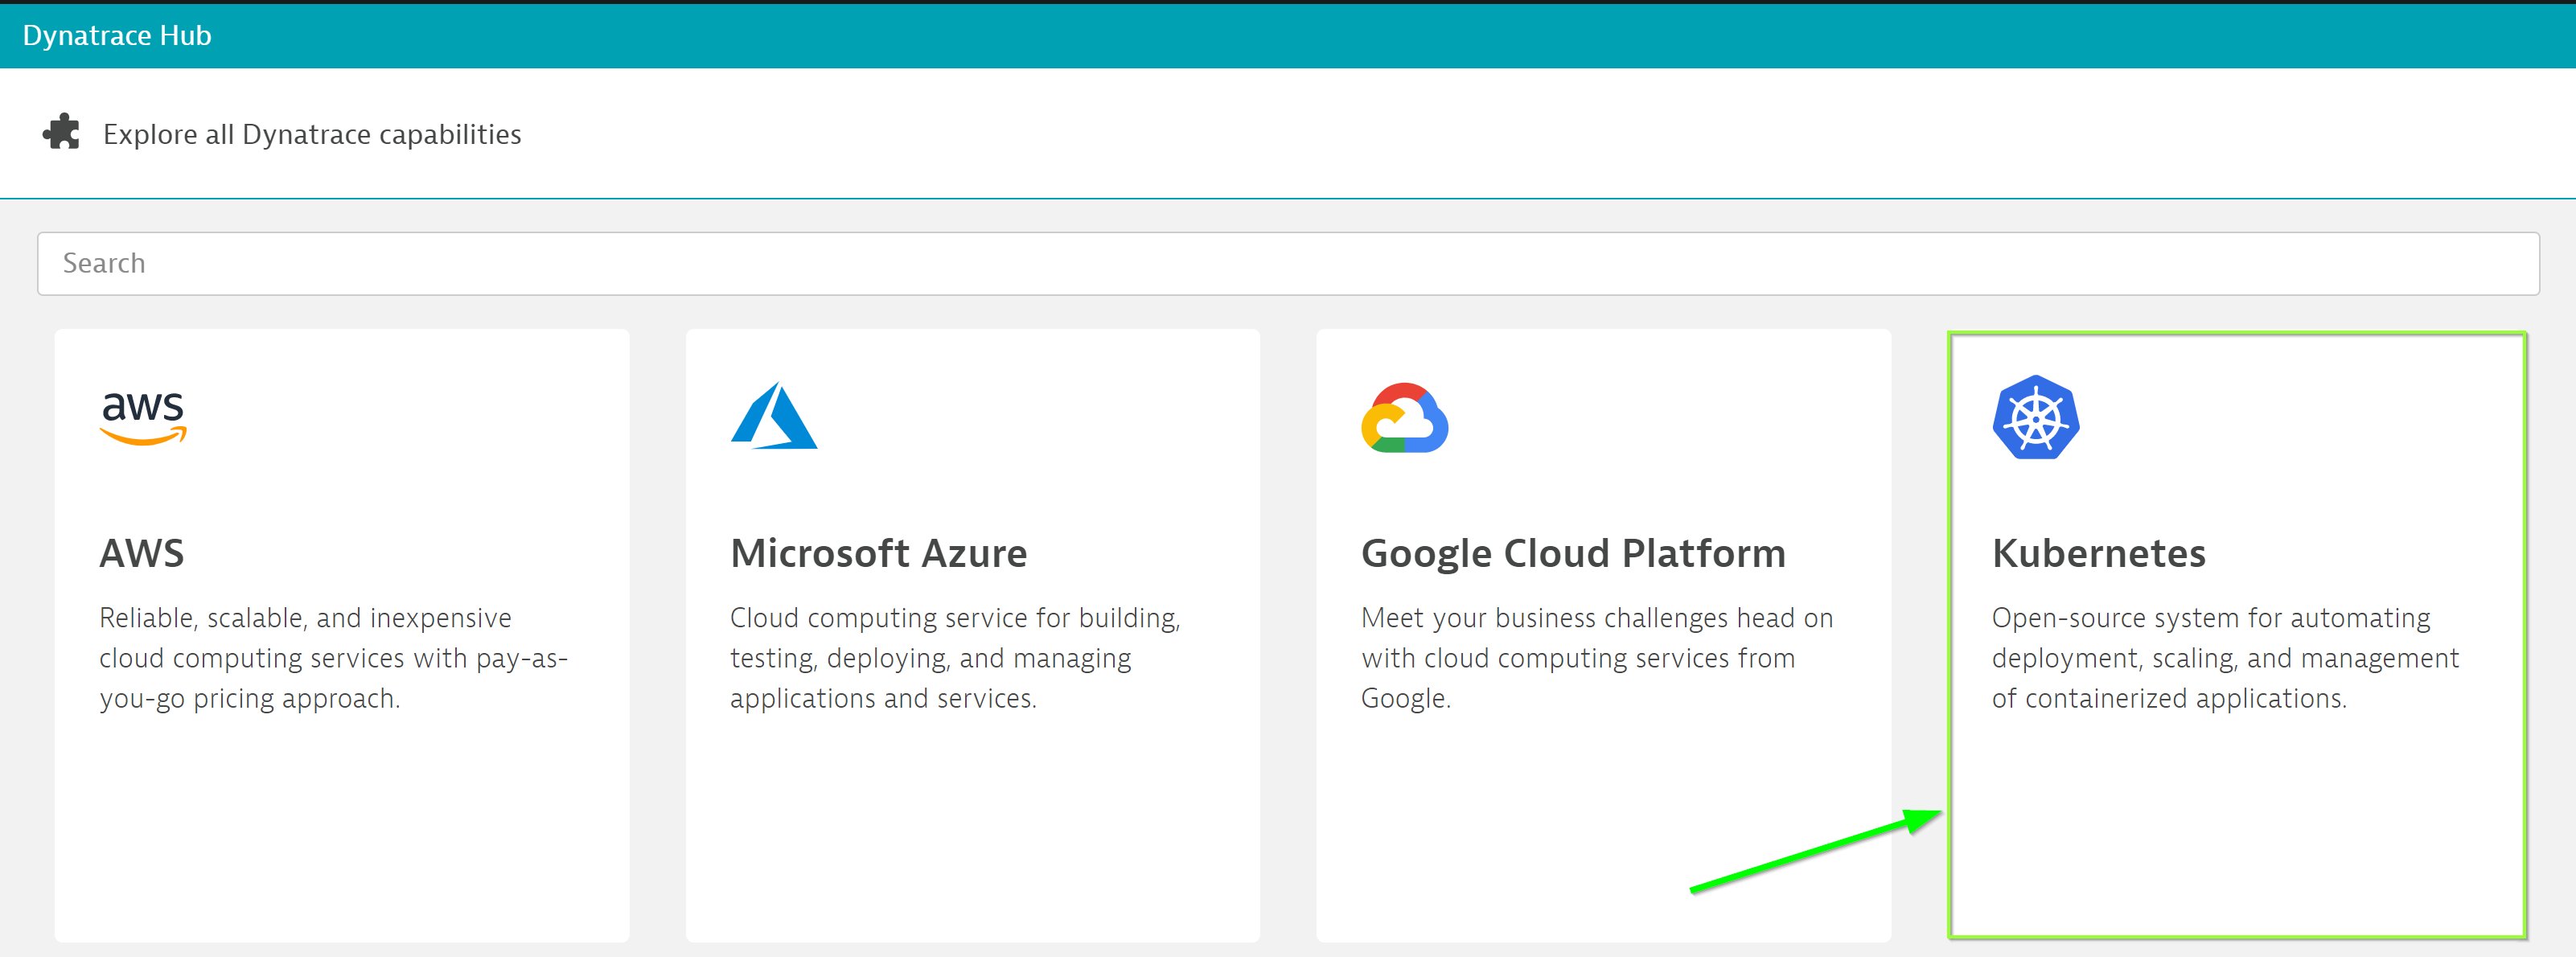 Dynatrace Hub
Explore all Dynatrace capabilities
Search
aws
AWS
Reliable, scalable, and inexpensive
cloud computing services with pay-as-
you-go pricing approach.
Microsoft Azure
Cloud computing service for building,
testing, deploying, and managing
applications and services.
Google Cloud Platform
Meet your business challenges head on
with cloud computing services from
Google.
Kubernetes
Open-source system for automating
deployment, scaling, and management
of containerized applications.